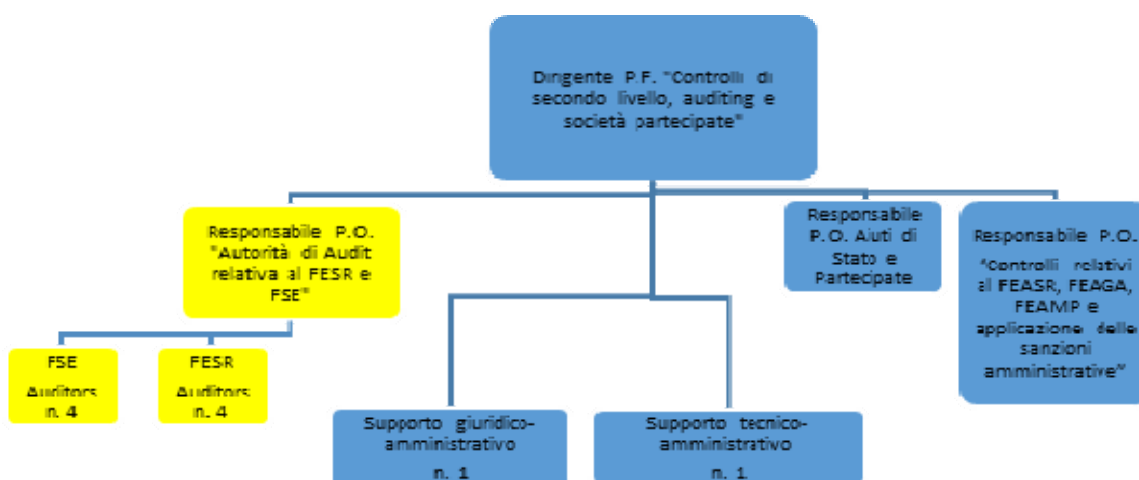 Dirigente P.F. "Controlli di
secondo livello, auditing e
società partecipate"
Responsabile P.O.
"Autorità di Audit
relativa al FESR e
FSE"
Responsabile
P.O. Aiuti di
Stato e
Partecipate
Responsabile P.O.
"Controlli relativi
al FEASR, FEAGA,
FEAMP e
applicazione delle
sanzioni
amministrative"
FSE
Auditors
n. 4
FESR
Auditors
n. 4
Supporto giuridico-
amministrativo
n. 1
Supporto tecnico-
amministrativo
n. 1